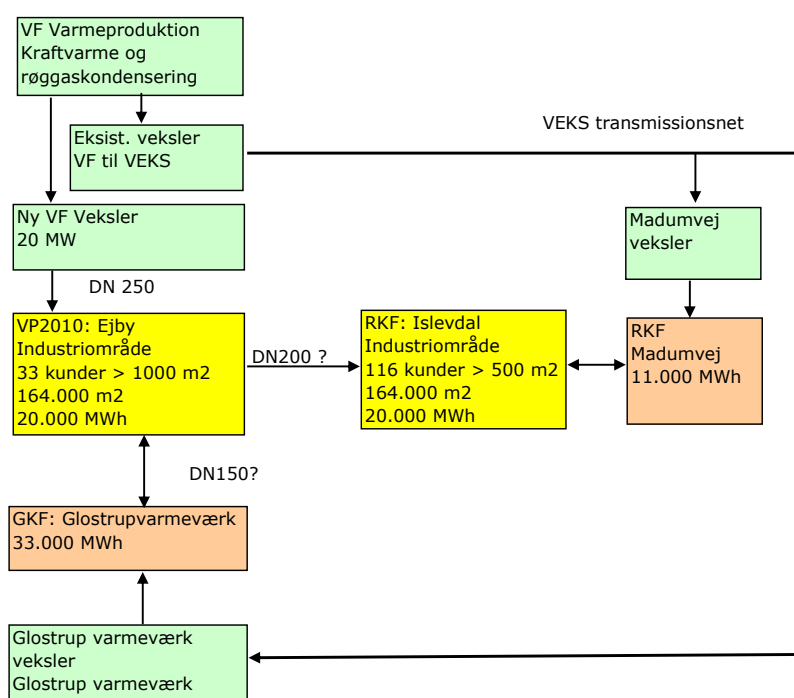 VF Varmeproduktion
Kraftvarme og
røggaskondensering
Eksist. veksler
VF til VEKS
VEKS transmissionsnet
Ny VF Veksler
20 MW
Madumvej
veksler
DN 250
VP2010: Ejby
Industriområde
33 kunder > 1000 m2
164.000 m2
20.000 MWh
DN200 ?
RKF: Islevdal
Industriområde
116 kunder > 500 m2
164.000 m2
20.000 MWh
RKF
Madumvej
11.000 MWh
DN150?
GKF: Glostrupvarmeværk
33.000 MWh
Glostrup varmeværk
veksler
Glostrup varmeværk